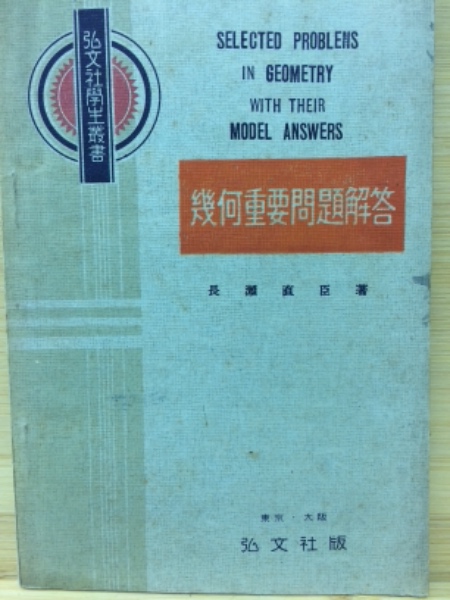 弘文社學生叢書
SELECTED PROBLEMS
IN GEOMETRY
WITH THEIR
MODEL ANSWERS
幾何重要問題解答
長瀬直臣著
東京・大阪
弘文社版